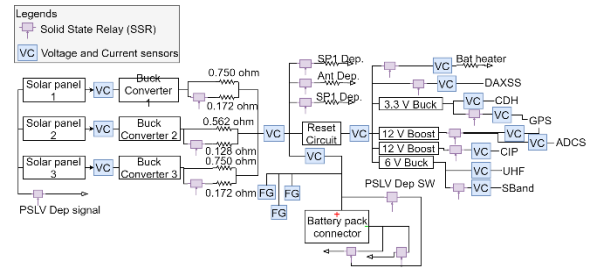 Legends
Solid State Relay (SSR)
VC Voltage and Current sensors
Solar panel
1
VC
Buck
Converter
1
0.750 ohm
0.172 ohm
Solar panel
2
VC
Buck
Converter 2
0.562 ohm
0.128 ohm
Solar panel
3
VC
Buck
Converter 3
0.750 ohm
0.172 ohm
PSLV Dep signal
VC
SP1 Dep.
Ant Dep.
SP1 Dep.
Reset
Circuit
VC
VC
FG
FG
FG
Battery pack
connector
PSLV Dep SW
VC
Bat heater
VC
DAXSS
3.3 V Buck
VC
CDH
VC
GPS
12 V Boost
VC
VC
ADCS
12 V Boost
VC
CIP
6 V Buck
VC
UHF
VC
SBand